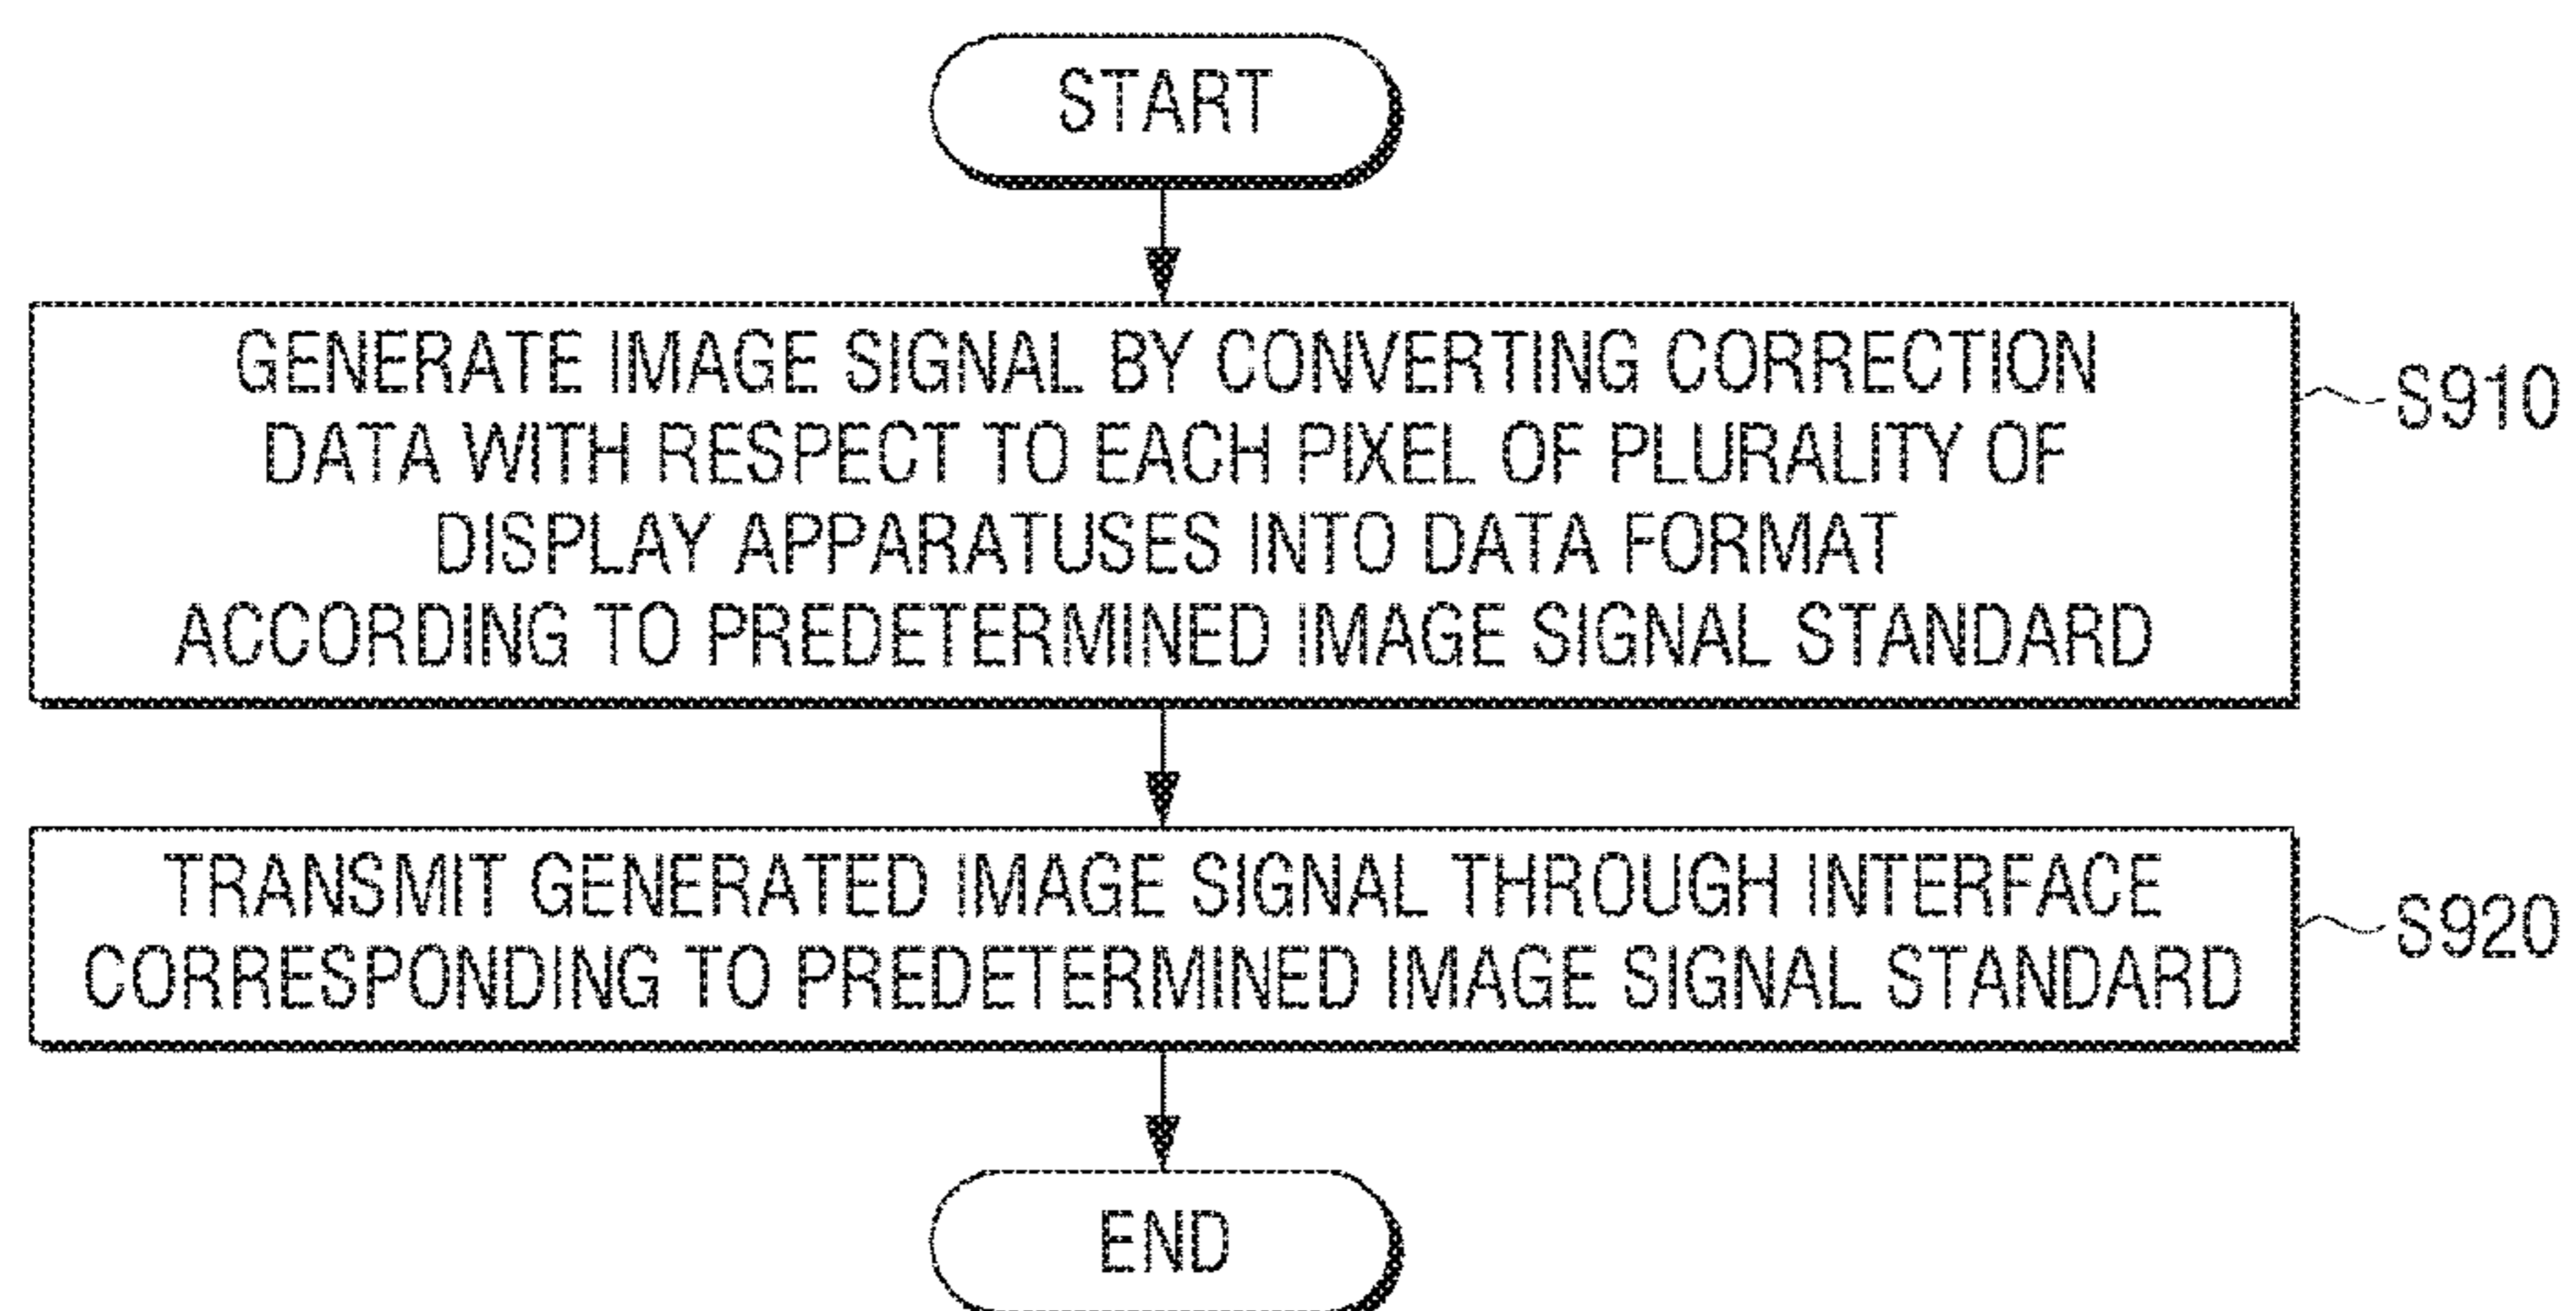 START
GENERATE IMAGE SIGNAL BY CONVERTING CORRECTION
DATA WITH RESPECT TO EACH PIXEL OF PLURALITY OF
DISPLAY APPARATUSES INTO DATA FORMAT
ACCORDING TO PREDETERMINED IMAGE SIGNAL STANDARD
S910
TRANSMIT GENERATED IMAGE SIGNAL THROUGH INTERFACE
CORRESPONDING TO PREDETERMINED IMAGE SIGNAL STANDARD
S920
END